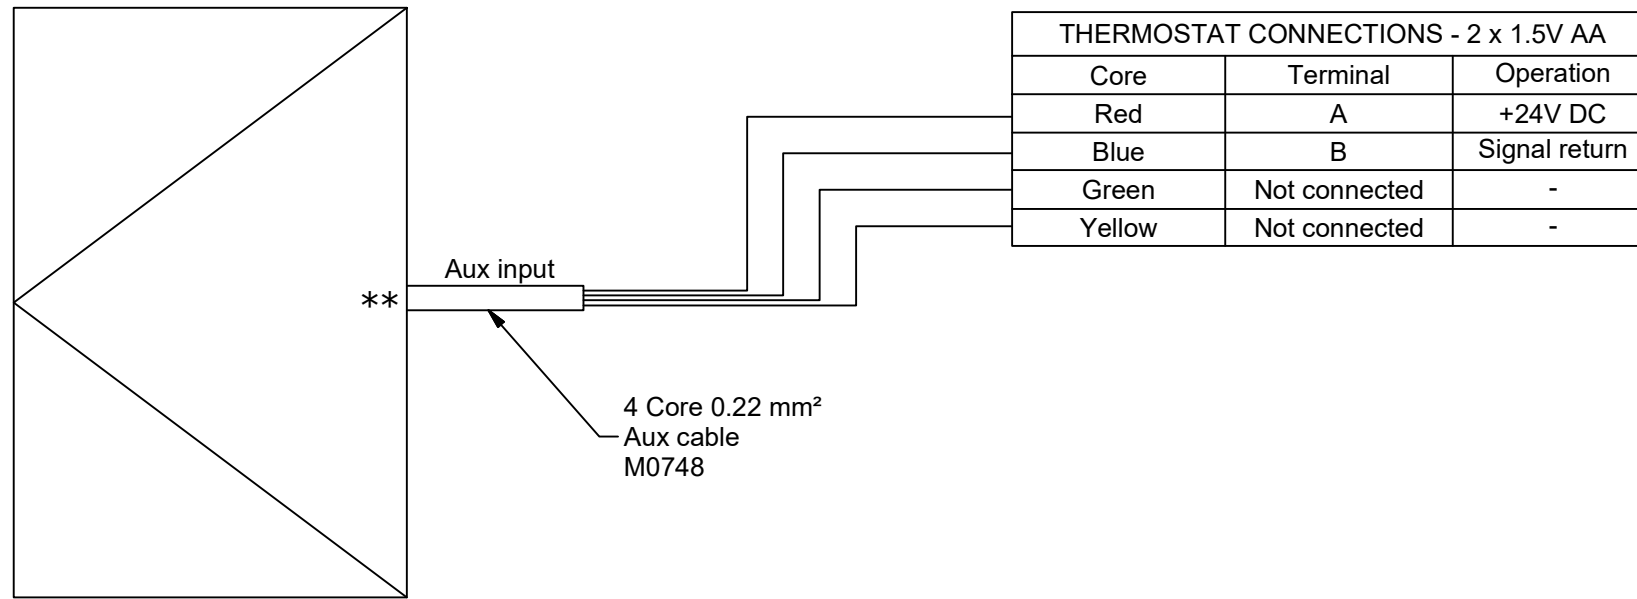 THERMOSTAT CONNECTIONS - 2 x 1.5V AA
Core Terminal Operation
Red A +24V DC
Blue B Signal return
Green Not connected -
Yellow Not connected -
Aux input
**
4 Core 0.22 mm²
Aux cable
M0748